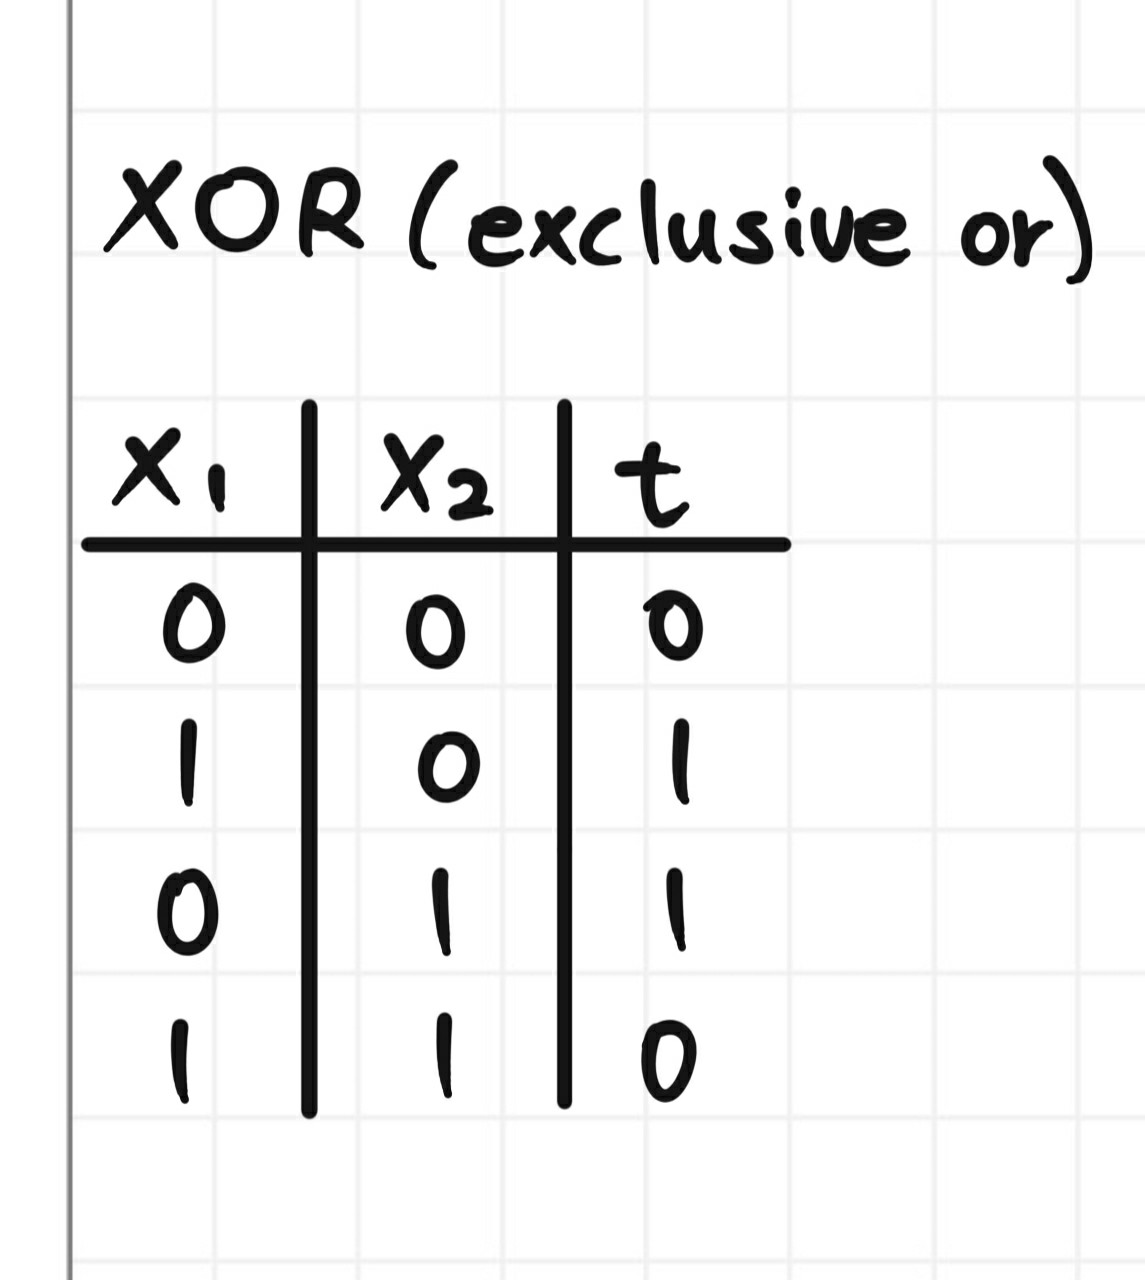 XOR (exclusive or)
x₁ x₂ t
0 0 0
1 0 1
0 1 1
1 1 0